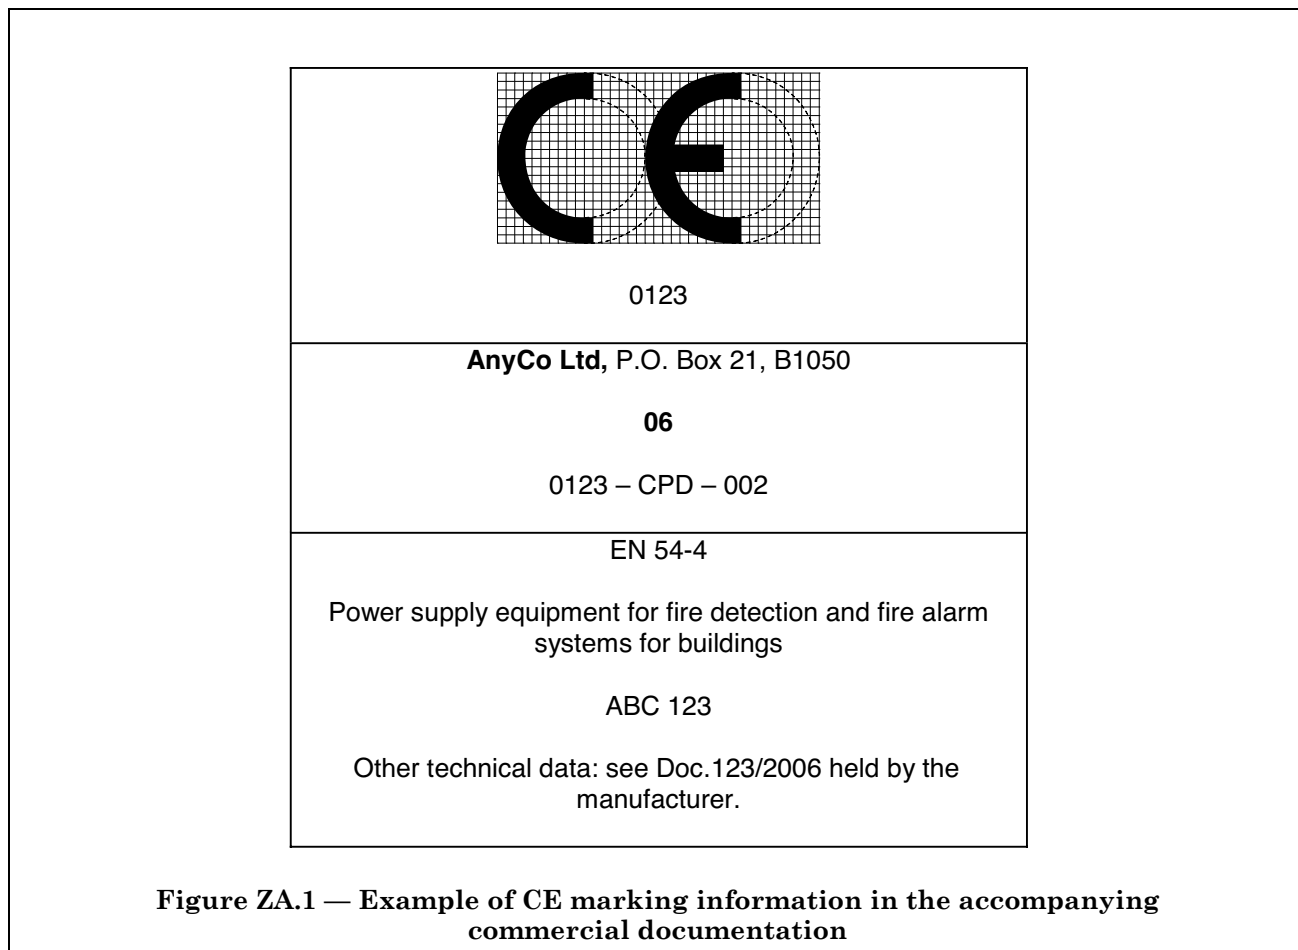 CE
0123
AnyCo Ltd, P.O. Box 21, B1050
06
0123 – CPD – 002
EN 54-4
Power supply equipment for fire detection and fire alarm
systems for buildings
ABC 123
Other technical data: see Doc.123/2006 held by the
manufacturer.
Figure ZA.1 — Example of CE marking information in the accompanying
commercial documentation